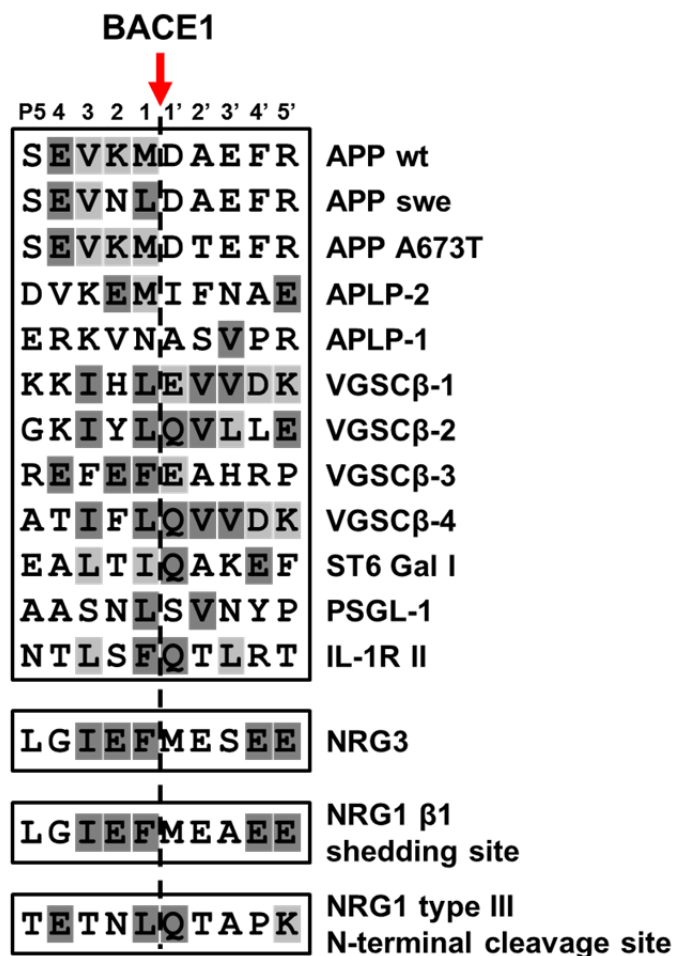 BACE1
P5 4 3 2 1 1’ 2’ 3’ 4’ 5’
SEVKMDAEFR APP wt
SEVNLDAEFR APP swe
SEVKMDTEFR APP A673T
DVKEMIFNAE APLP-2
ERKVNASVPR APLP-1
KKIHLEVVDK VGSCβ-1
GKIYLQVLLE VGSCβ-2
REFEFEAHRP VGSCβ-3
ATIFLQVVDK VGSCβ-4
EALTIQAKEF ST6 Gal I
AASNLSVNYP PSGL-1
NTLSFQTLRT IL-1R II
LGIEFMESEE NRG3
LGIEFMEAEE NRG1 β1
shedding site
TETNLQTAPK NRG1 type III
N-terminal cleavage site